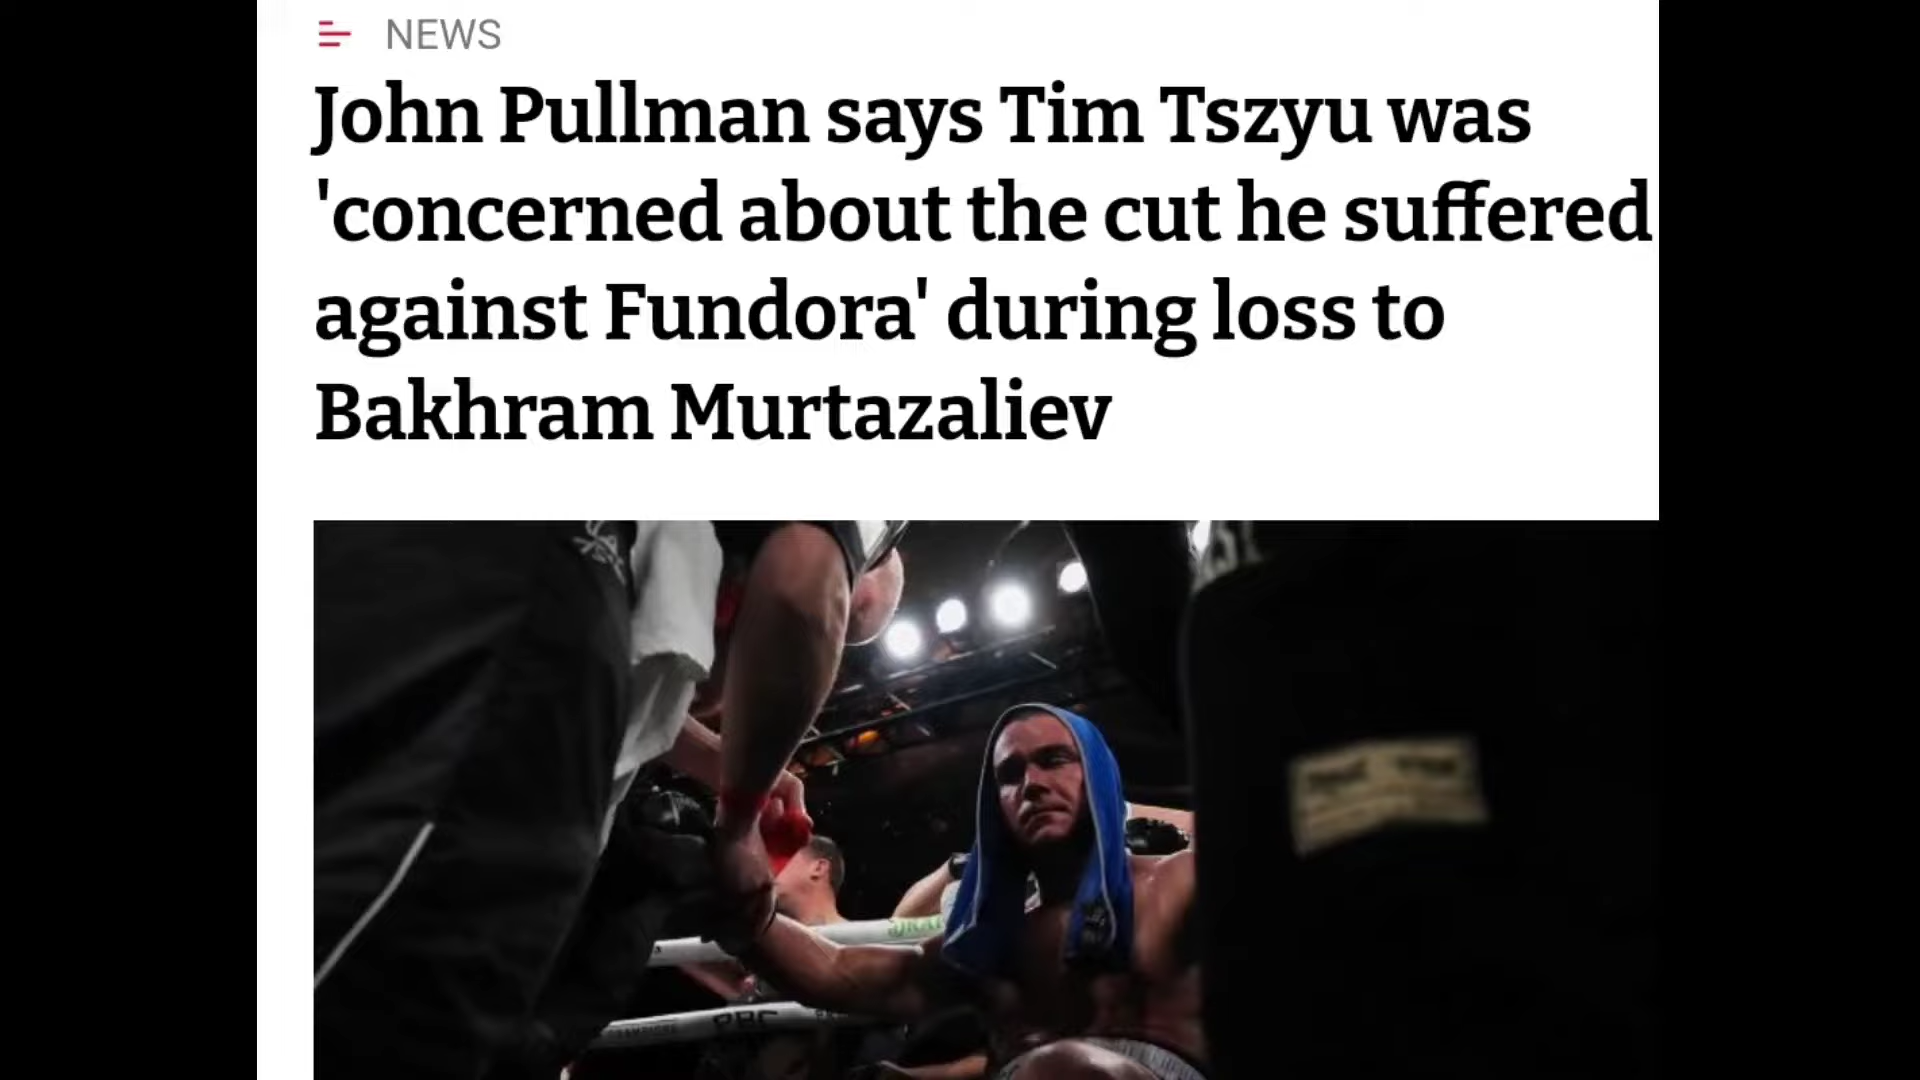 NEWS
John Pullman says Tim Tszyu was
'concerned about the cut he suffered
against Fundora' during loss to
Bakhram Murtazaliev
PBC